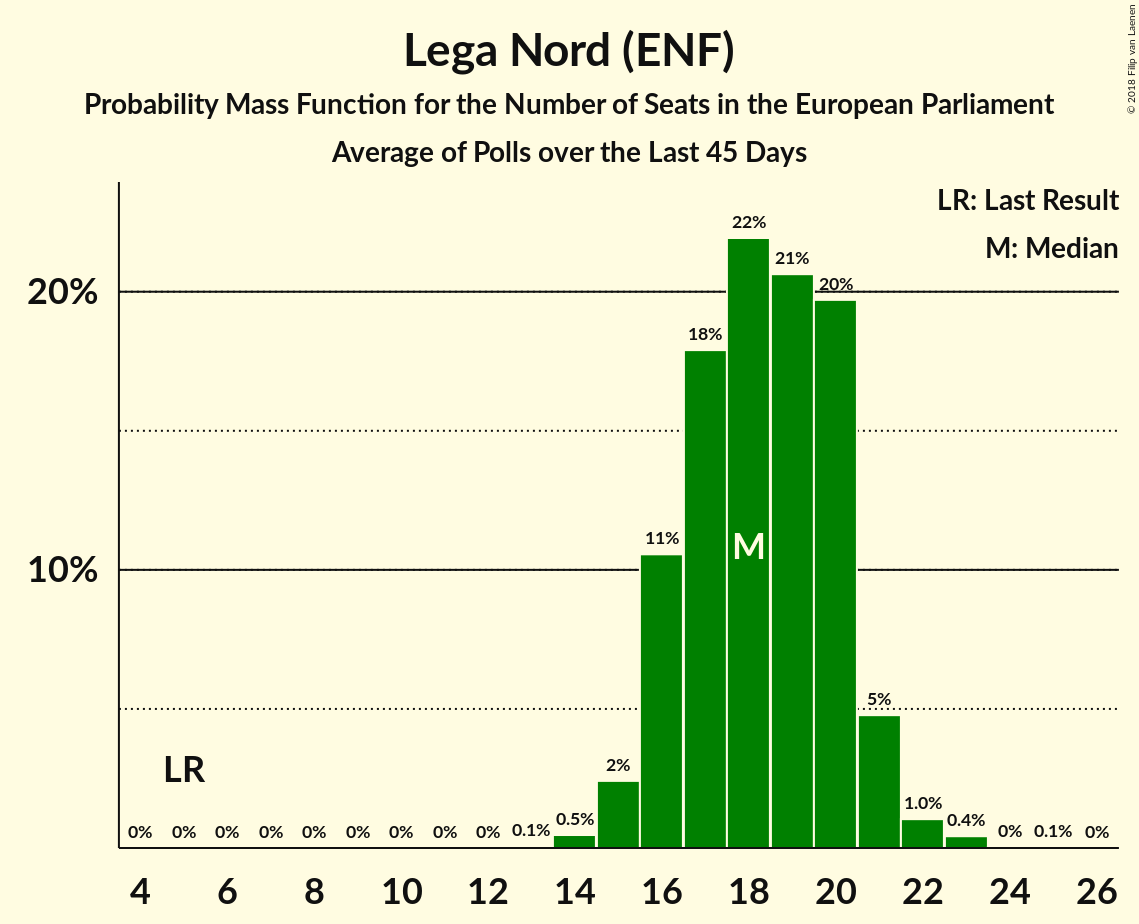 Lega Nord (ENF)
Probability Mass Function for the Number of Seats in the European Parliament
Average of Polls over the Last 45 Days
© 2018 Filip van Laenen
LR: Last Result
M: Median
20%
10%
22%
21%
20%
18%
11%
M
5%
LR
2%
1.0%
0.5%
0.4%
0% 0% 0% 0% 0% 0% 0% 0% 0% 0.1% 0% 0.1% 0%
4 6 8 10 12 14 16 18 20 22 24 26